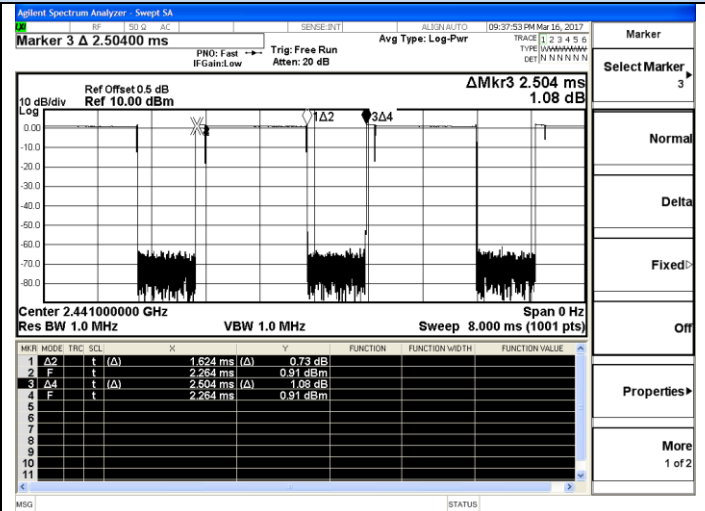 Agilent Spectrum Analyzer - Swept SA
LXI RF 50 Ω AC SENSE:INT ALIGN AUTO 09:37:53 PM Mar 16, 2017
Marker 3 Δ 2.50400 ms
PNO: Fast
IFGain:Low
Trig: Free Run
Atten: 20 dB
Avg Type: Log-Pwr
TRACE 1 2 3 4 5 6
TYPE WWWWWW
DET N N N N N N
Ref Offset 0.5 dB
10 dB/div Ref 10.00 dBm
ΔMkr3 2.504 ms
1.08 dB
Log
1Δ2 3Δ4
0.00
-10.0
-20.0
-30.0
-40.0
-50.0
-60.0
-70.0
-80.0
Center 2.441000000 GHz Span 0 Hz
Res BW 1.0 MHz VBW 1.0 MHz Sweep 8.000 ms (1001 pts)
MKR MODE TRC SCL X Y FUNCTION FUNCTION WIDTH FUNCTION VALUE
1 Δ2 t (Δ) 1.624 ms (Δ) 0.73 dB
2 F t 2.264 ms 0.91 dBm
3 Δ4 t (Δ) 2.504 ms (Δ) 1.08 dB
4 F t 2.264 ms 0.91 dBm
5
6
7
8
9
10
11
MSG STATUS
Marker
Select Marker
3
Normal
Delta
Fixed
Off
Properties
More
1 of 2